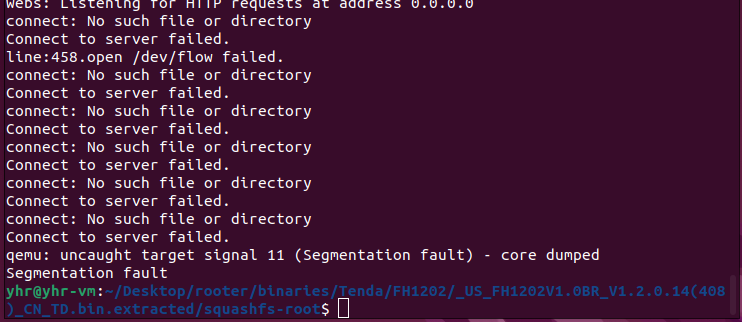 webs: Listening for HTTP requests at address 0.0.0.0
connect: No such file or directory
Connect to server failed.
line:458.open /dev/flow failed.
connect: No such file or directory
Connect to server failed.
connect: No such file or directory
Connect to server failed.
connect: No such file or directory
Connect to server failed.
connect: No such file or directory
Connect to server failed.
connect: No such file or directory
Connect to server failed.
qemu: uncaught target signal 11 (Segmentation fault) - core dumped
Segmentation fault
yhr@yhr-vm:~/Desktop/rooter/binaries/Tenda/FH1202/_US_FH1202V1.0BR_V1.2.0.14(408
)_CN_TD.bin.extracted/squashfs-root$